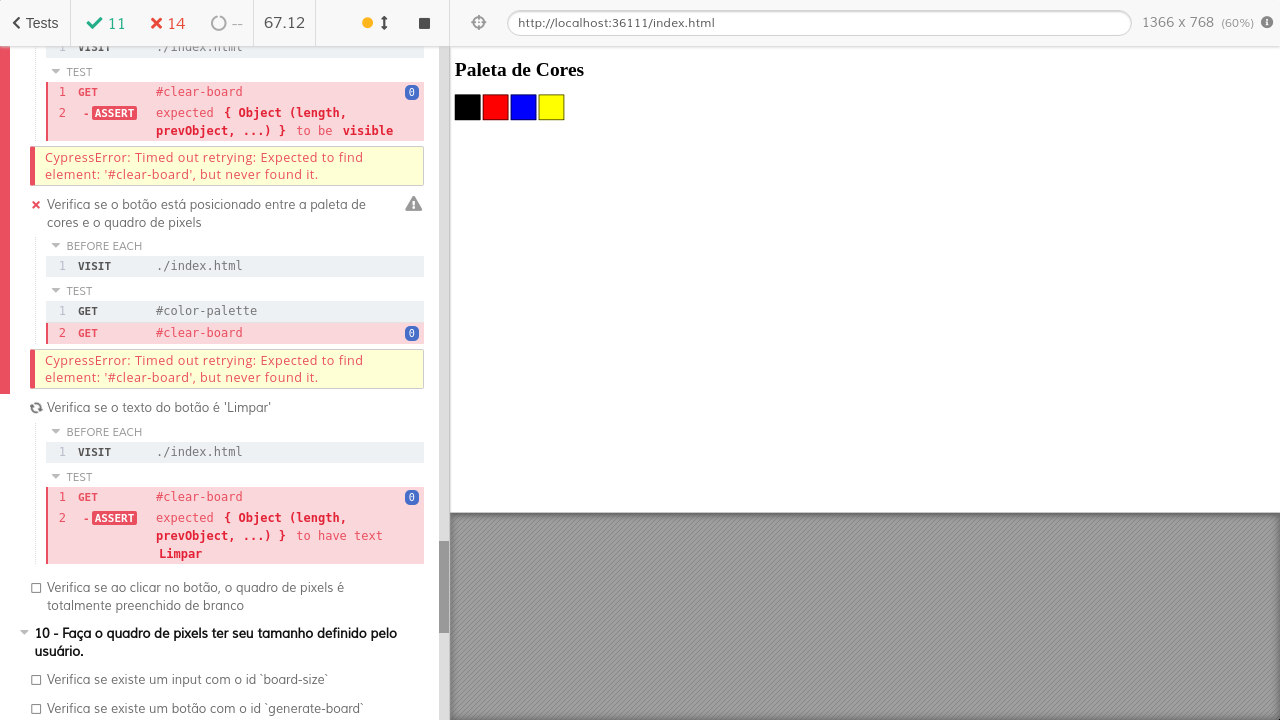 Tests
11
14
--
67.12
http://localhost:36111/index.html
1366 x 768 (60%)
1 VISIT ./index.html
TEST
1 GET #clear-board 0
2 -ASSERT expected { Object (length,
prevObject, ...) } to be visible
CypressError: Timed out retrying: Expected to find
element: '#clear-board', but never found it.
Verifica se o botão está posicionado entre a paleta de
cores e o quadro de pixels
BEFORE EACH
1 VISIT ./index.html
TEST
1 GET #color-palette
2 GET #clear-board 0
CypressError: Timed out retrying: Expected to find
element: '#clear-board', but never found it.
Verifica se o texto do botão é 'Limpar'
BEFORE EACH
1 VISIT ./index.html
TEST
1 GET #clear-board 0
2 -ASSERT expected { Object (length,
prevObject, ...) } to have text
Limpar
Verifica se ao clicar no botão, o quadro de pixels é
totalmente preenchido de branco
10 - Faça o quadro de pixels ter seu tamanho definido pelo
usuário.
Verifica se existe um input com o id `board-size`
Verifica se existe um botão com o id `generate-board`
Paleta de Cores